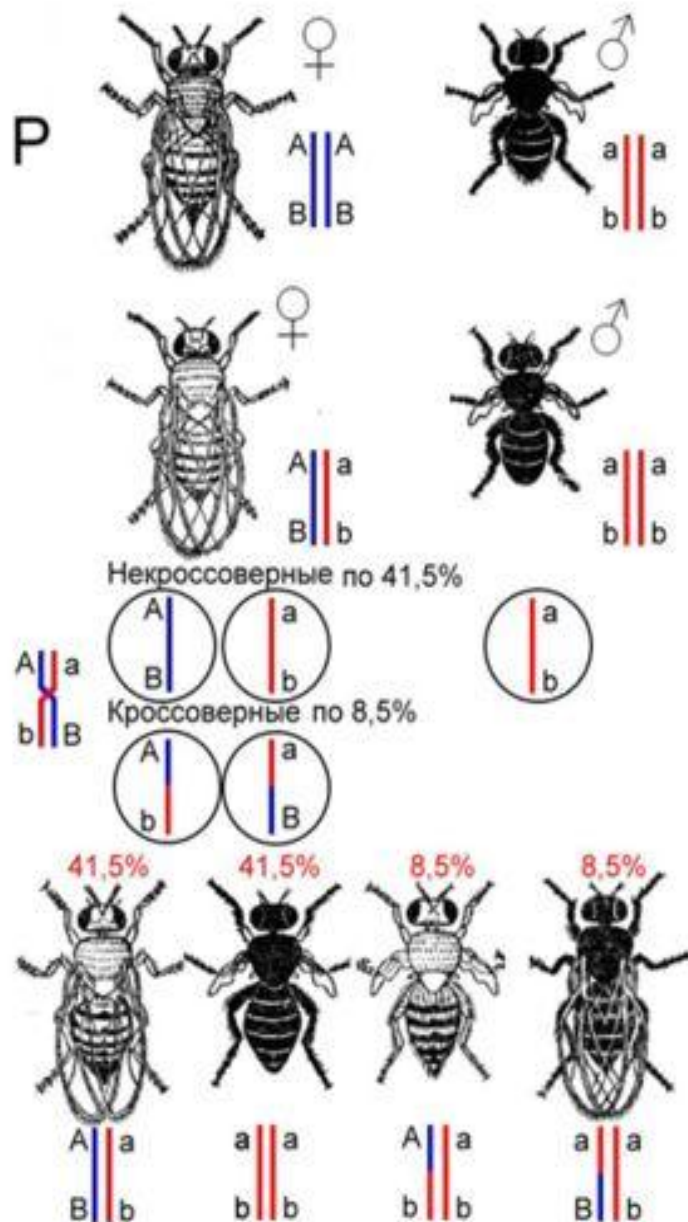 ♀ ♂
P
A A a a
B B b b
♀ ♂
A a a a
B b b b
Некроссоверные по 41,5%
A a a
B b b
A a
b B
Кроссоверные по 8,5%
A a
b B
41,5% 41,5% 8,5% 8,5%
A a a a A a a a
B b b b b b B b